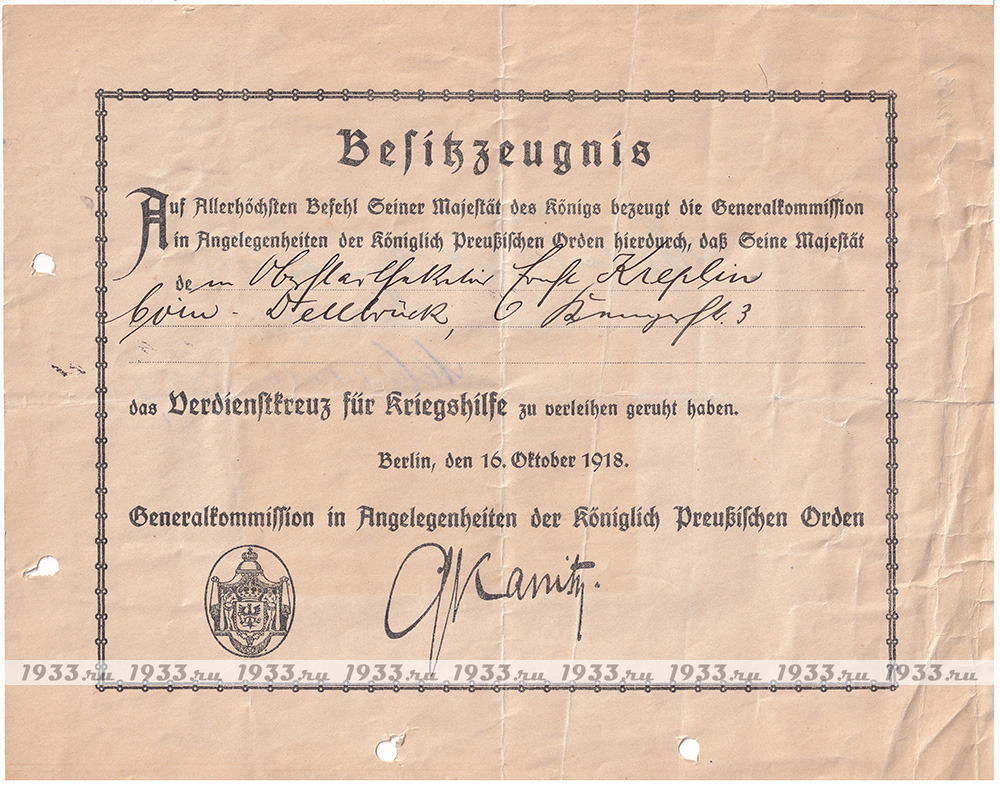 Besitzzeugnis
Auf Allerhöchsten Befehl Seiner Majestät des Königs bezeugt die Generalkommission
in Angelegenheiten der Königlich Preußischen Orden hierdurch, daß Seine Majestät
dem Ernst Kreplin
Dellbrück, 3
das Verdienstkreuz für Kriegshilfe zu verleihen geruht haben.
Berlin, den 16. Oktober 1918.
Generalkommission in Angelegenheiten der Königlich Preußischen Orden
Kanitz.
1933.ru 1933.ru 1933.ru 1933.ru 1933.ru 1933.ru 1933.ru 1933.ru 1933.ru